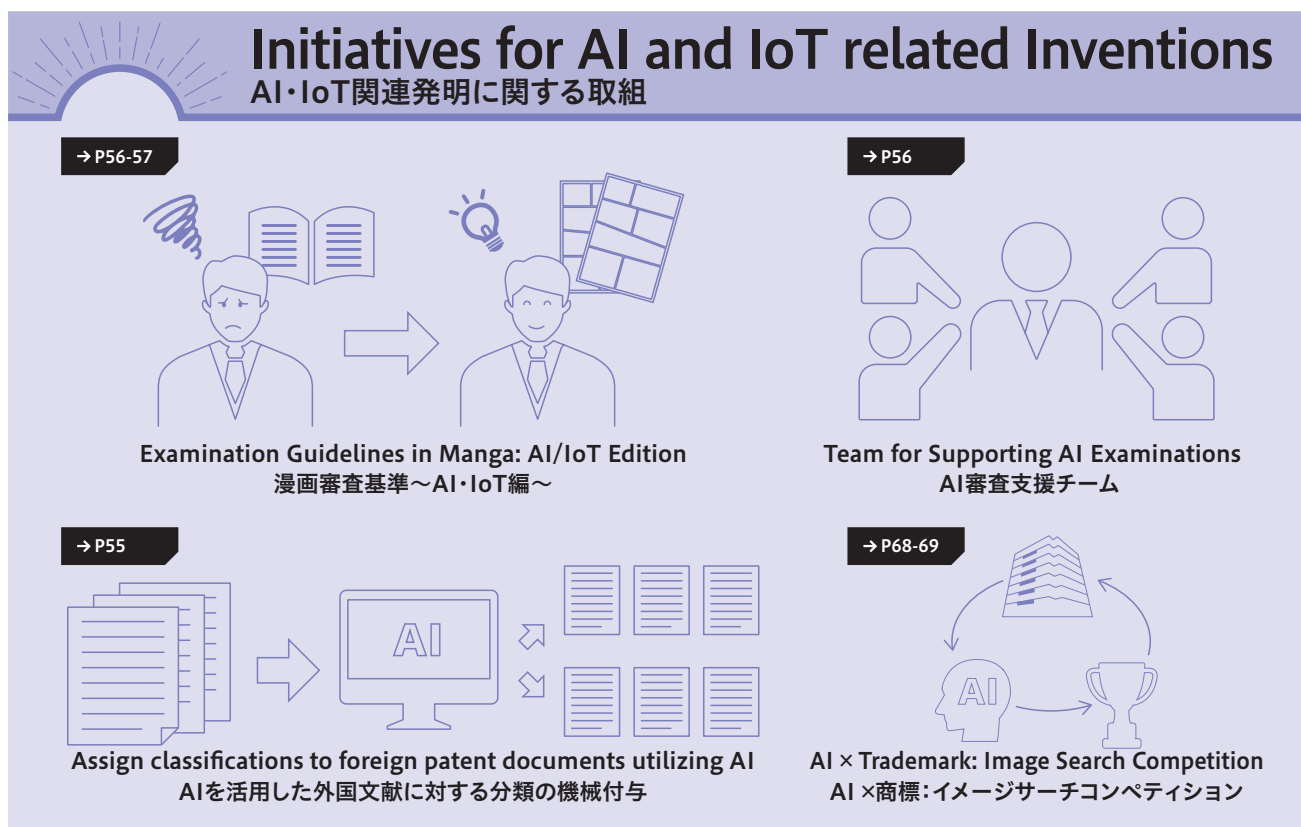 Initiatives for AI and IoT related Inventions
AI・IoT関連発明に関する取組
→P56-57
Examination Guidelines in Manga: AI/IoT Edition
漫画審査基準〜AI・IoT編〜
→P56
Team for Supporting AI Examinations
AI審査支援チーム
→P55
AI
Assign classifications to foreign patent documents utilizing AI
AIを活用した外国文献に対する分類の機械付与
→P68-69
AI
AI × Trademark: Image Search Competition
AI ×商標：イメージサーチコンペティション